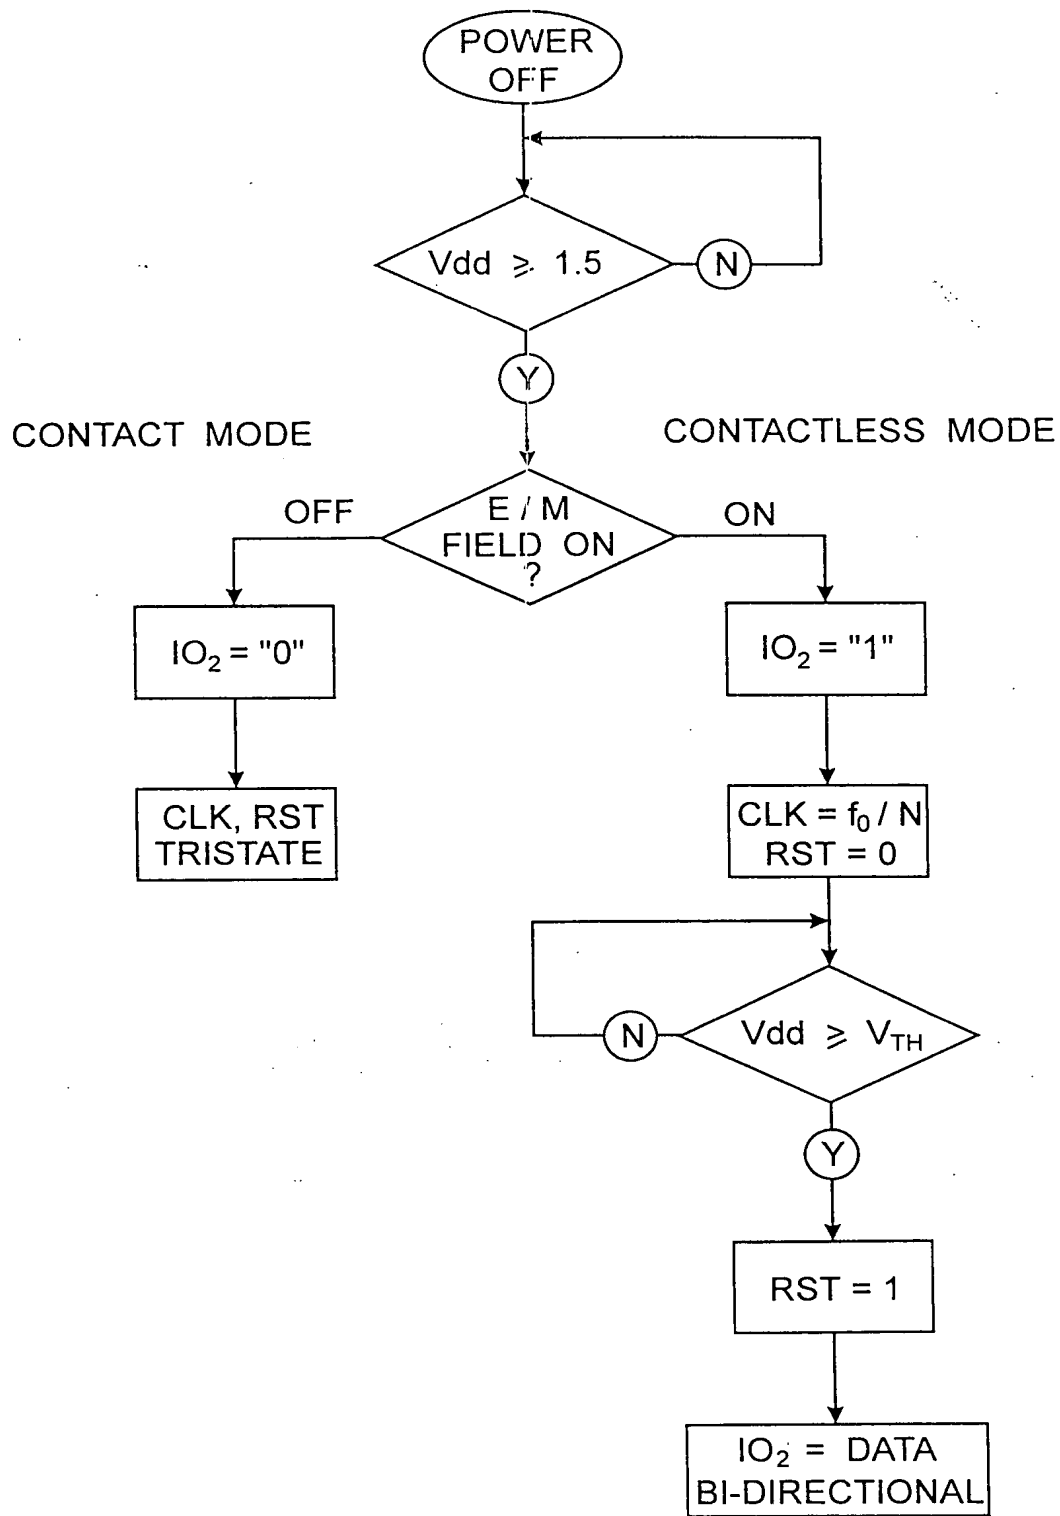 POWER
OFF
Vdd ⩾ 1.5
N
Y
CONTACT MODE
CONTACTLESS MODE
OFF
E / M
FIELD ON
?
ON
IO₂ = "0"
IO₂ = "1"
CLK, RST
TRISTATE
CLK = f₀ / N
RST = 0
N
Vdd ⩾ V_TH
Y
RST = 1
IO₂ = DATA
BI-DIRECTIONAL